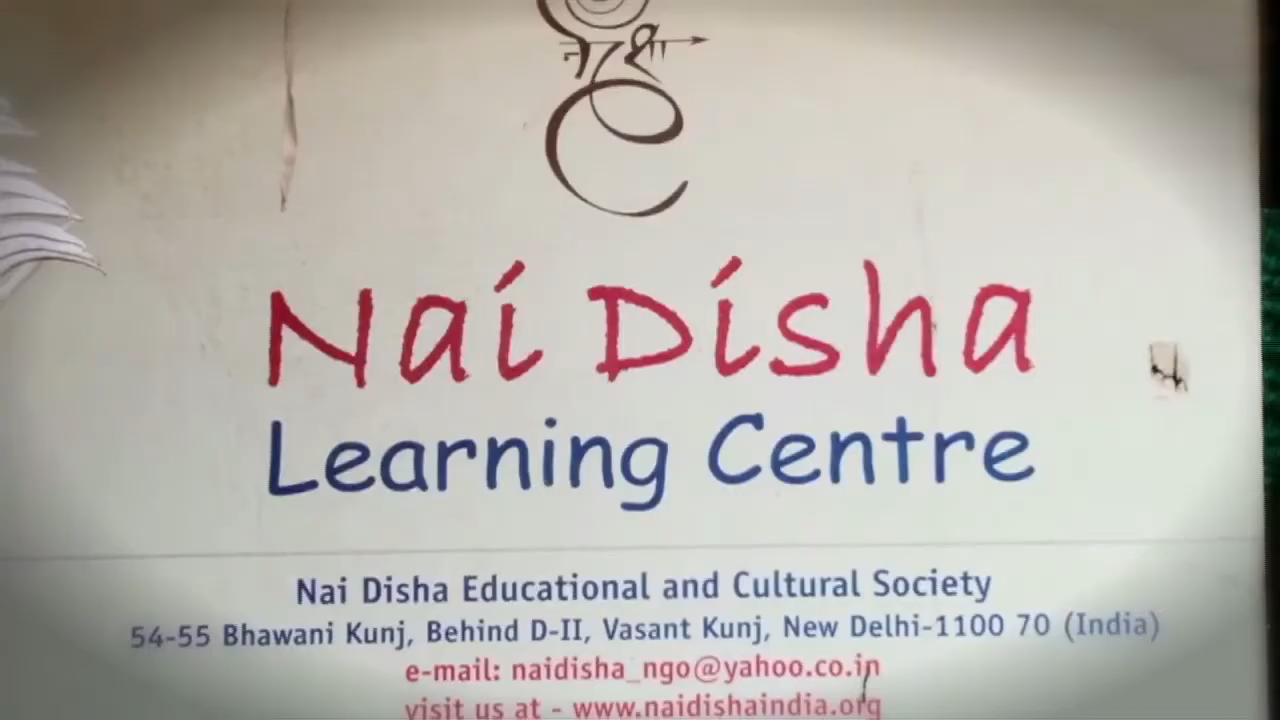 Nai Disha
Learning Centre
Nai Disha Educational and Cultural Society
54-55 Bhawani Kunj, Behind D-II, Vasant Kunj, New Delhi-1100 70 (India)
e-mail: naidisha_ngo@yahoo.co.in
visit us at - www.naidishaindia.org